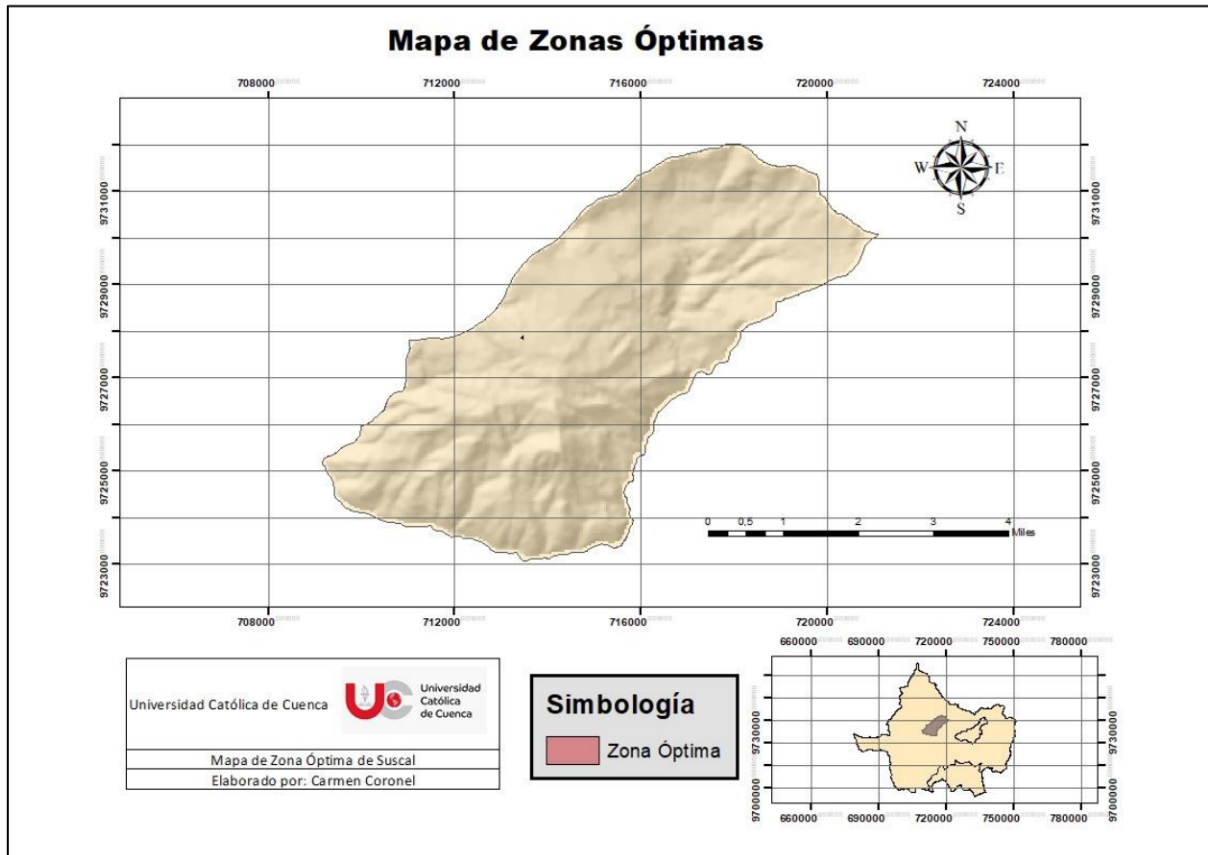 Mapa de Zonas Óptimas
708000 712000 716000 720000 724000
N
W E
S
9731000 9731000
9729000 9729000
9727000 9727000
9725000 9725000
0 0,5 1 2 3 4
Miles
9723000 9723000
708000 712000 716000 720000 724000
Universidad Católica de Cuenca
UC
Universidad
Católica
de Cuenca
Mapa de Zona Óptima de Suscal
Elaborado por: Carmen Coronel
Simbología
Zona Óptima
660000 690000 720000 750000 780000
9730000 9730000
9700000 9700000
660000 690000 720000 750000 780000